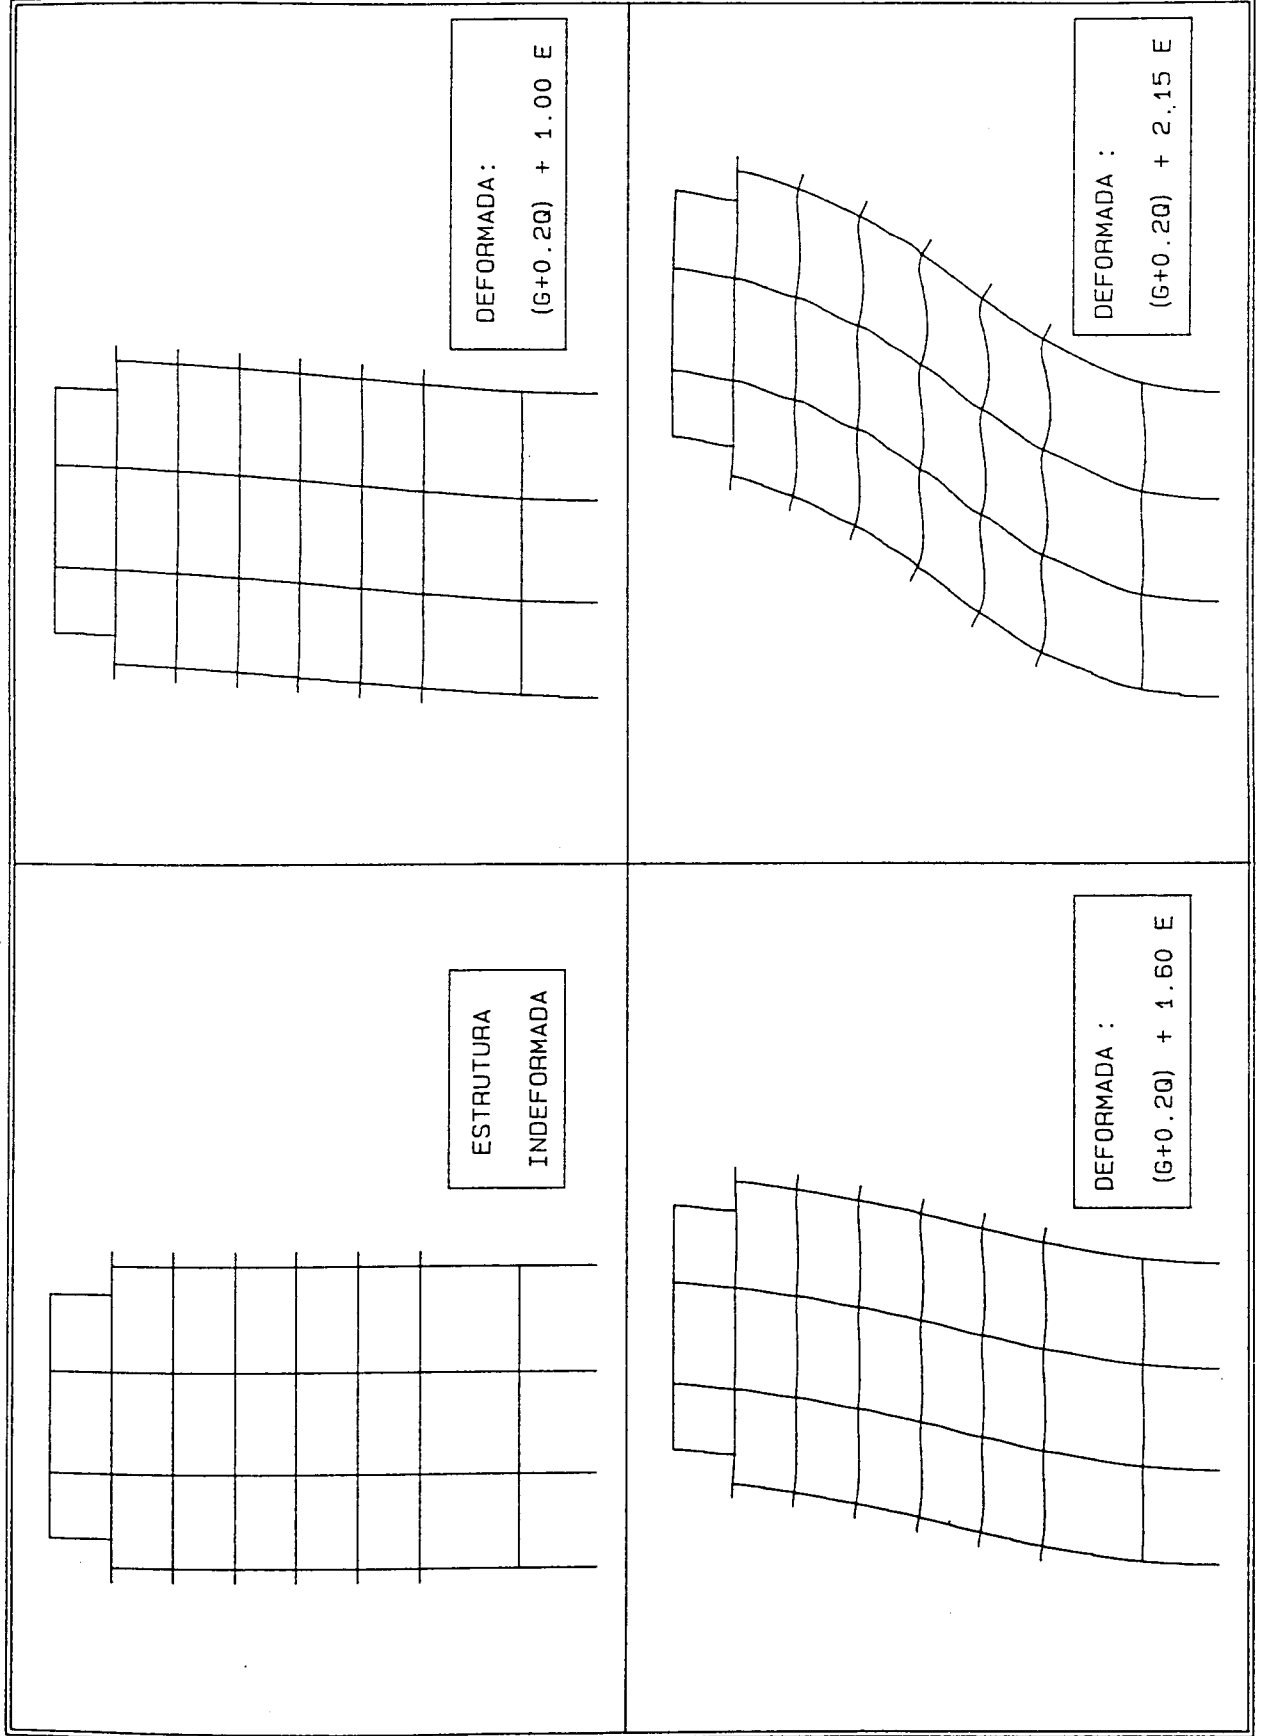 ESTRUTURA
INDEFORMADA
DEFORMADA:
(G+0.2Q) + 1.00 E
DEFORMADA :
(G+0.2Q) + 1.60 E
DEFORMADA :
(G+0.2Q) + 2.15 E